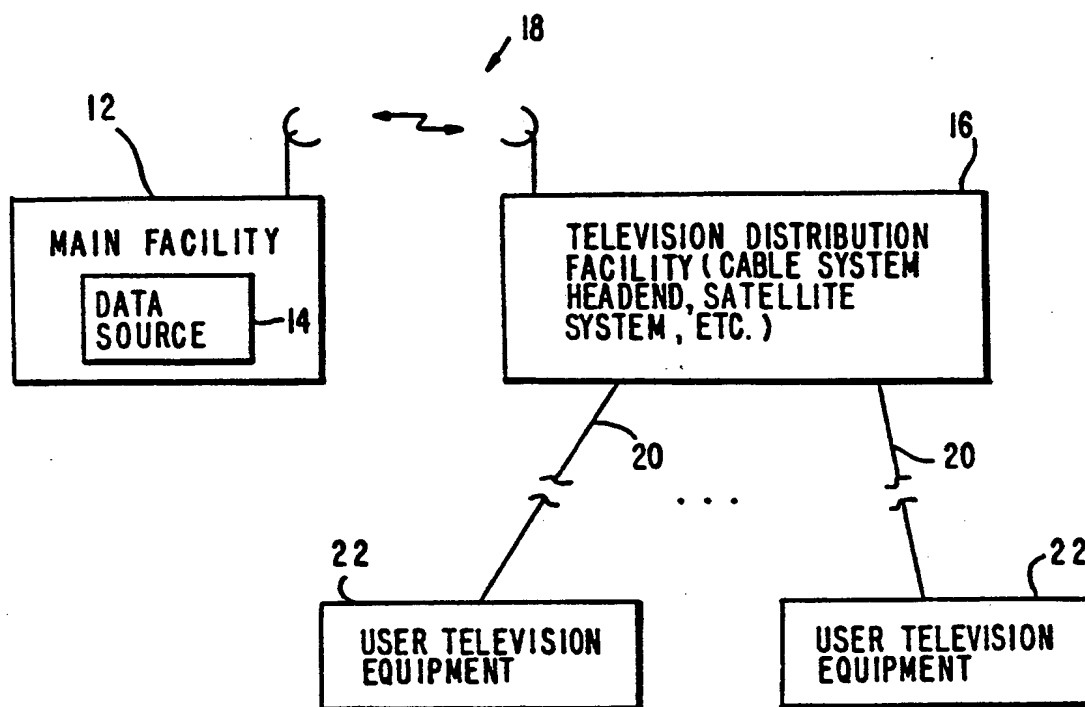 18
12
16
MAIN FACILITY
DATA
SOURCE
14
TELEVISION DISTRIBUTION
FACILITY (CABLE SYSTEM
HEADEND, SATELLITE
SYSTEM, ETC.)
20
20
. . .
22
22
USER TELEVISION
EQUIPMENT
USER TELEVISION
EQUIPMENT